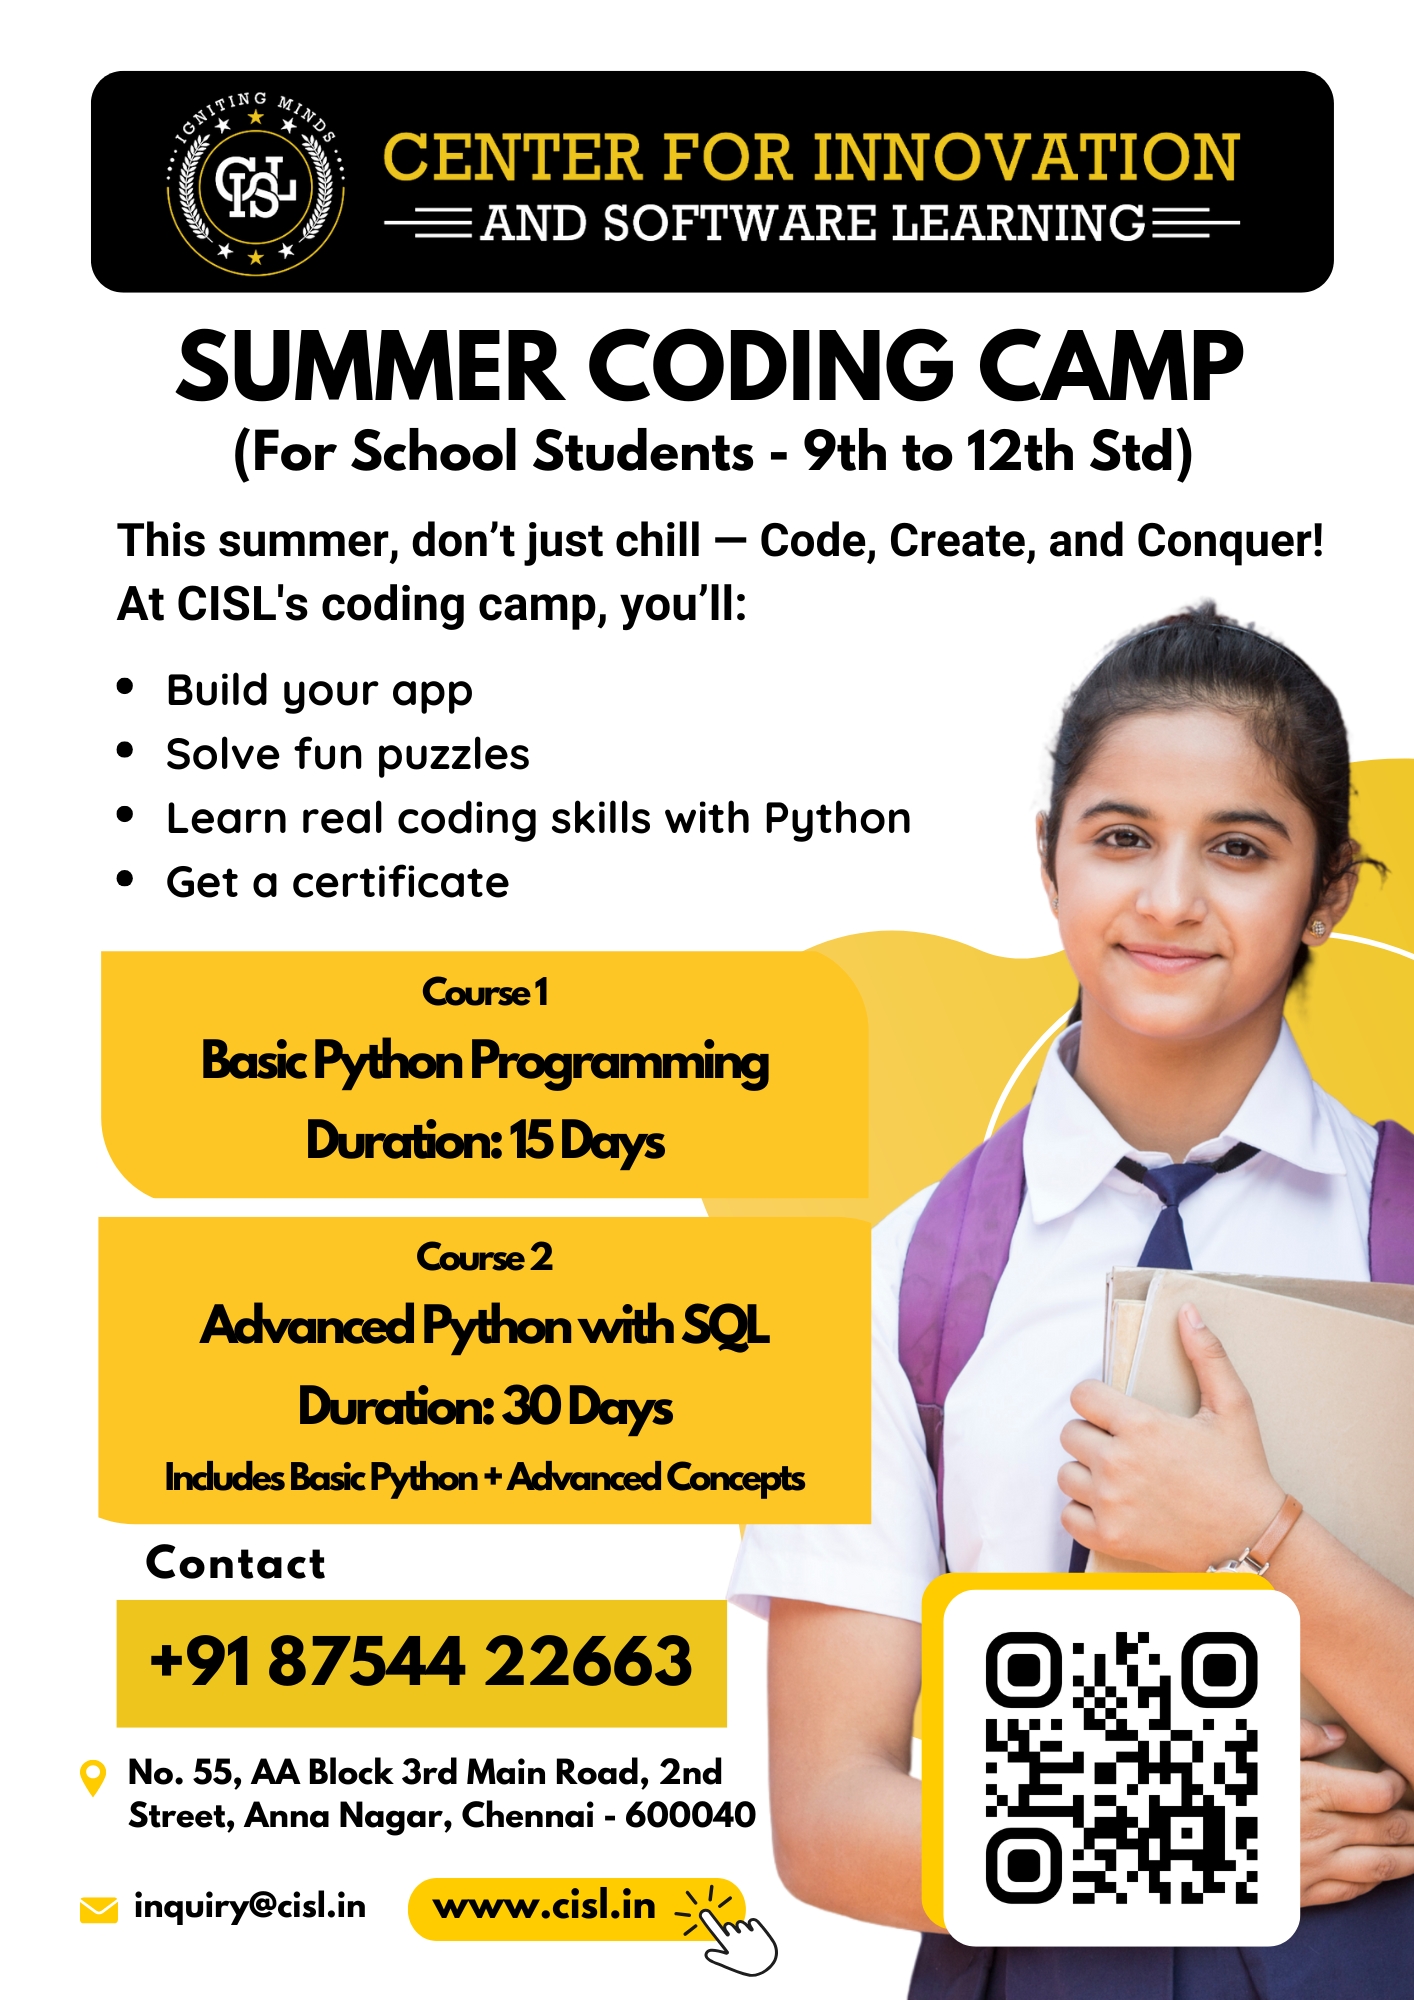 IGNITING MINDS
CISL
CENTER FOR INNOVATION
AND SOFTWARE LEARNING
SUMMER CODING CAMP
(For School Students - 9th to 12th Std)
This summer, don’t just chill — Code, Create, and Conquer!
At CISL's coding camp, you’ll:
• Build your app
• Solve fun puzzles
• Learn real coding skills with Python
• Get a certificate
Course 1
Basic Python Programming
Duration: 15 Days
Course 2
Advanced Python with SQL
Duration: 30 Days
Includes Basic Python + Advanced Concepts
Contact
+91 87544 22663
No. 55, AA Block 3rd Main Road, 2nd
Street, Anna Nagar, Chennai - 600040
inquiry@cisl.in
www.cisl.in